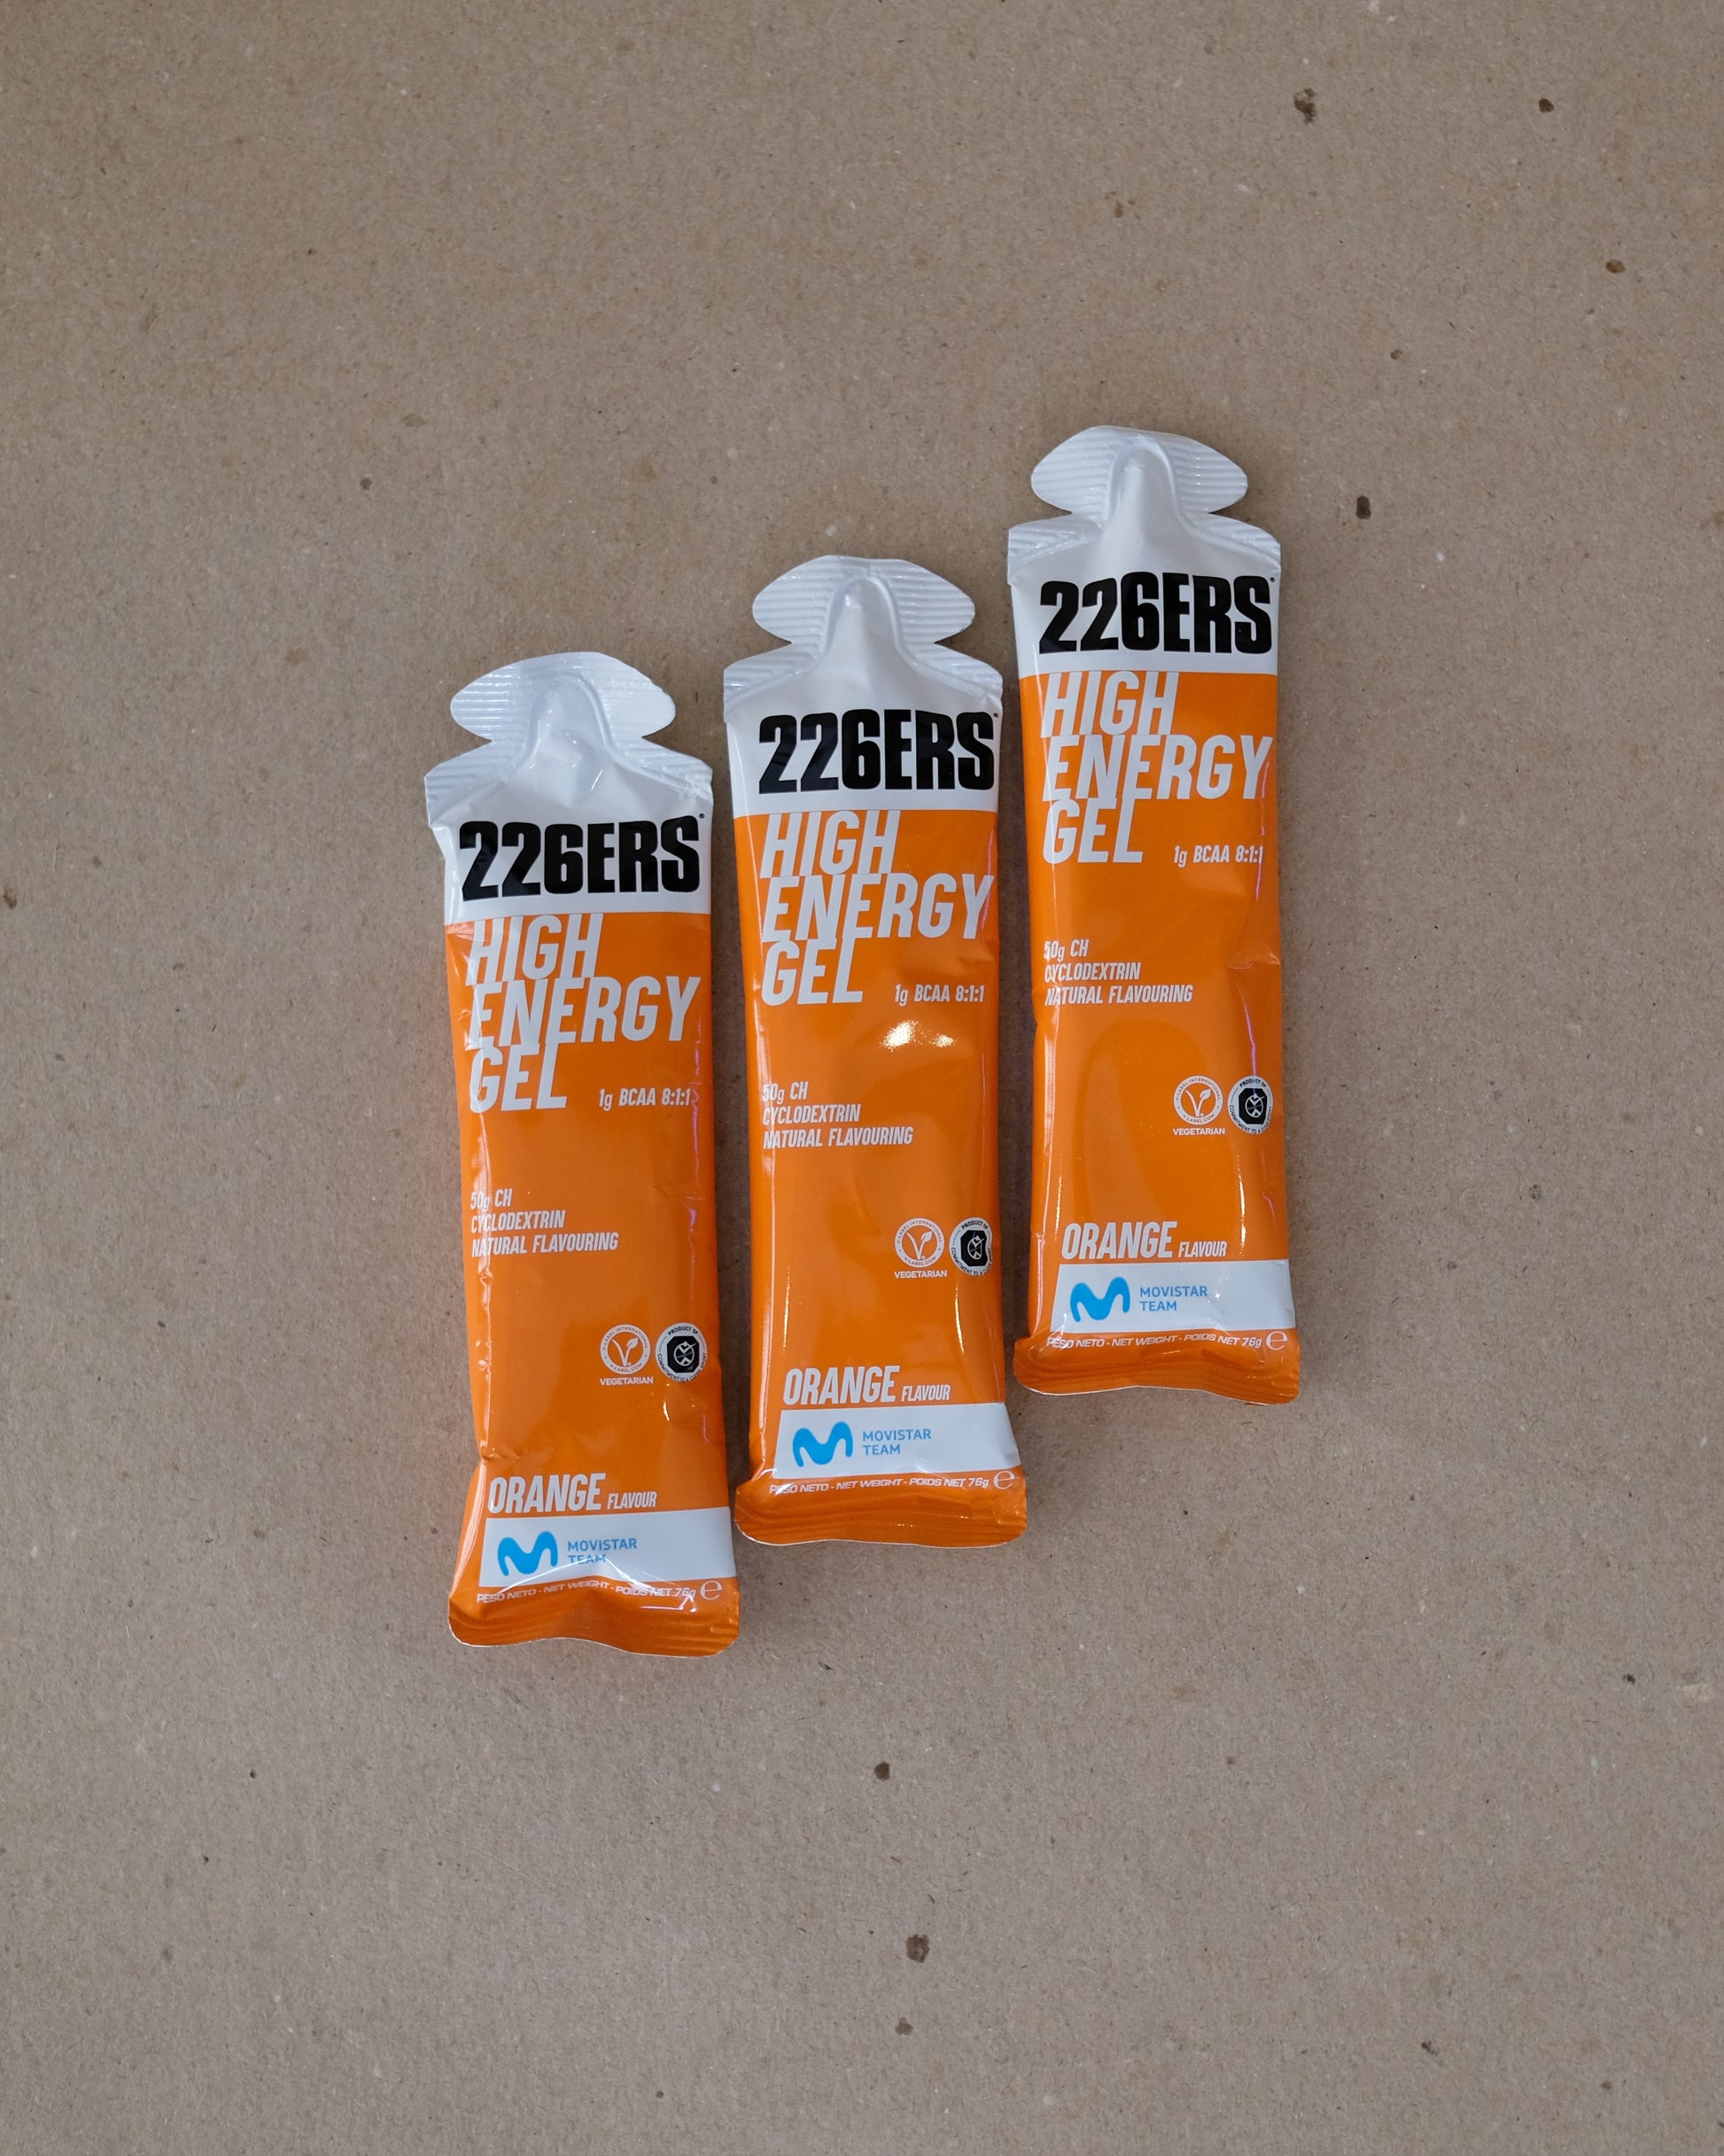 226ERS
HIGH
ENERGY
GEL
1g BCAA 8:1:1
50g CH
CYCLODEXTRIN
NATURAL FLAVOURING
VEGETARIAN
ORANGE FLAVOUR
MOVISTAR
TEAM
PESO NETO - NET WEIGHT - POIDS NET 76g e
226ERS
HIGH
ENERGY
GEL
1g BCAA 8:1:1
50g CH
CYCLODEXTRIN
NATURAL FLAVOURING
VEGETARIAN
PRODUCT OF
ORANGE FLAVOUR
MOVISTAR
TEAM
PESO NETO - NET WEIGHT - POIDS NET 76g e
226ERS
HIGH
ENERGY
GEL
1g BCAA 8:1:1
50g CH
CYCLODEXTRIN
NATURAL FLAVOURING
VEGETARIAN
PRODUCT OF
ORANGE FLAVOUR
MOVISTAR
TEAM
PESO NETO - NET WEIGHT - POIDS NET 76g e